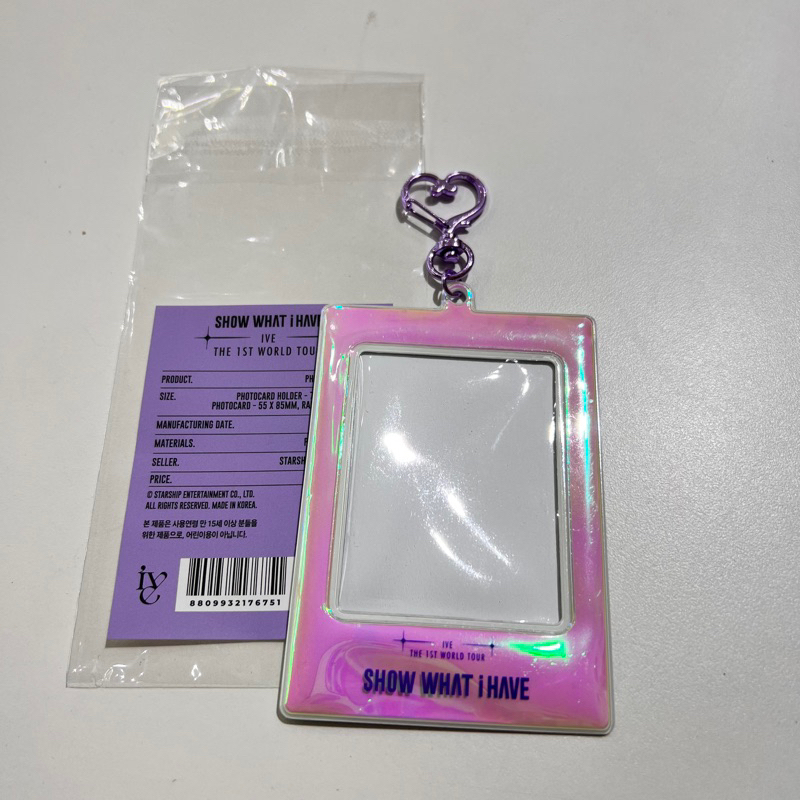 SHOW WHAT i HAVE
IVE
THE 1ST WORLD TOUR
PRODUCT.
SIZE. PHOTOCARD HOLDER -
PHOTOCARD - 55 X 85MM,
MANUFACTURING DATE.
MATERIALS.
SELLER.
PRICE.
© STARSHIP ENTERTAINMENT CO., LTD.
ALL RIGHTS RESERVED. MADE IN KOREA.
본 제품은 사용연령 만 15세 이상 분들을
위한 제품으로, 어린이용이 아닙니다.
ive
8809932176751
IVE
THE 1ST WORLD TOUR
SHOW WHAT i HAVE